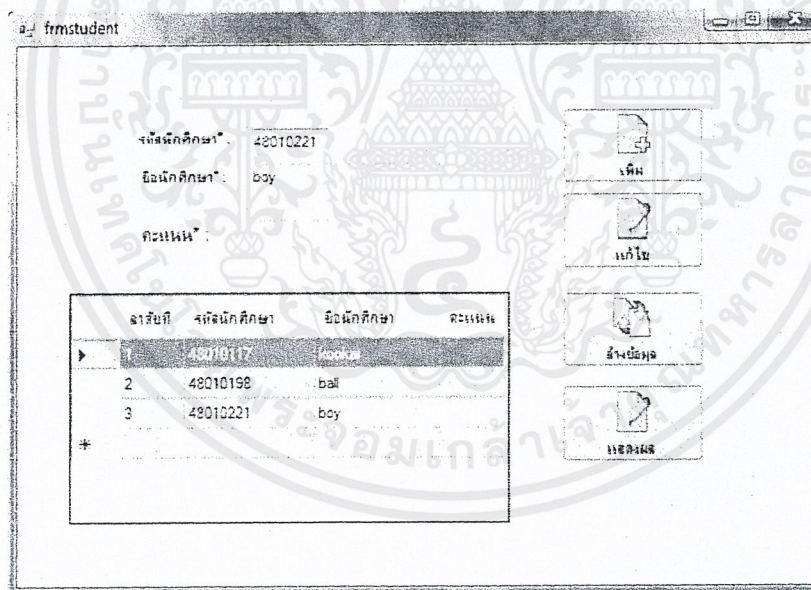 frmstudent
รหัสนักศึกษา* : 48010221
ชื่อนักศึกษา* : boy
คะแนน* :
เพิ่ม
แก้ไข
ล้างข้อมูล
แสดงผล
ลำดับที่ รหัสนักศึกษา ชื่อนักศึกษา คะแนน
1 48010117
2 48010198 ball
3 48010221 boy